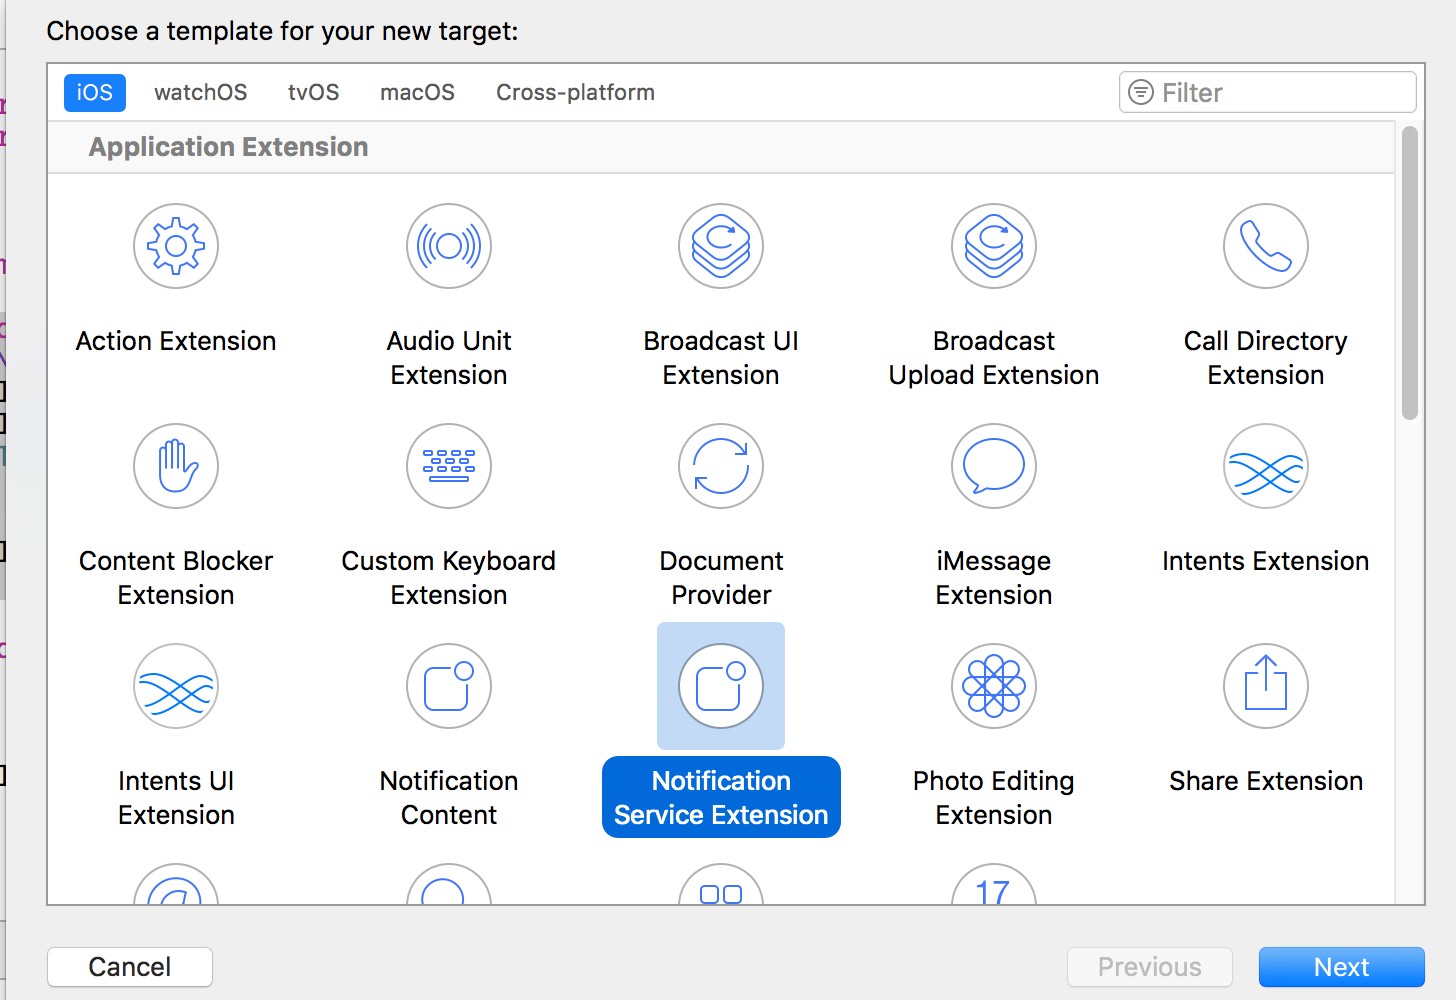 Choose a template for your new target:
iOS watchOS tvOS macOS Cross-platform Filter
Application Extension
Action Extension
Audio Unit
Extension
Broadcast UI
Extension
Broadcast
Upload Extension
Call Directory
Extension
Content Blocker
Extension
Custom Keyboard
Extension
Document
Provider
iMessage
Extension
Intents Extension
Intents UI
Extension
Notification
Content
Notification
Service Extension
Photo Editing
Extension
Share Extension
17
Cancel Previous Next